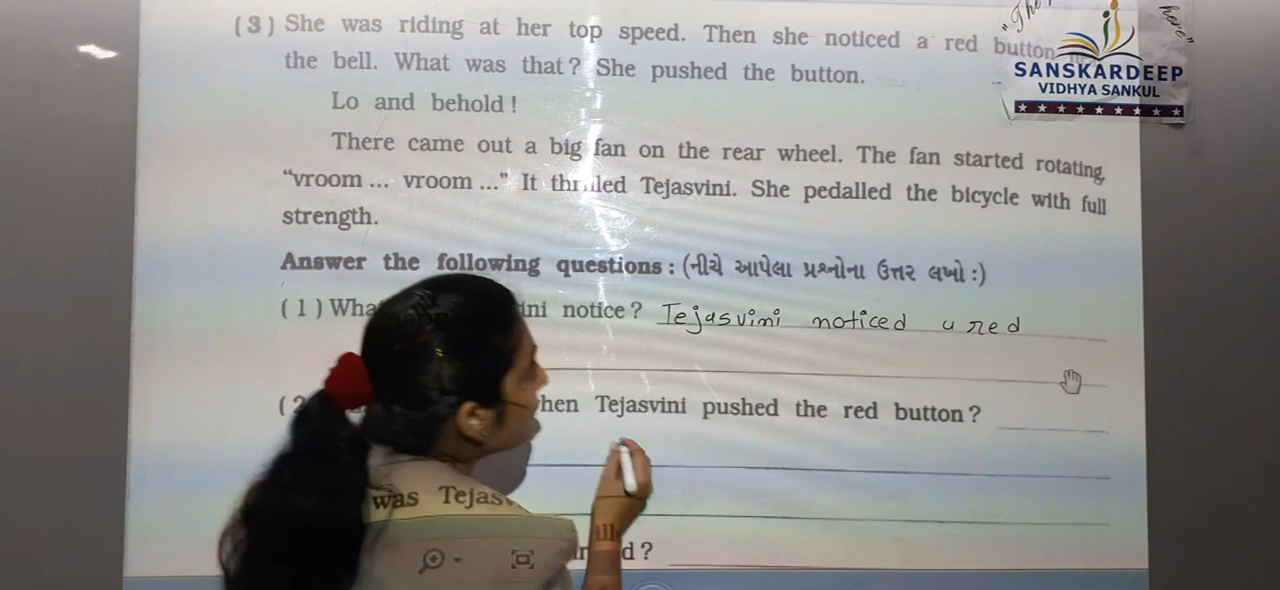 "The
here"
SANSKARDEEP
VIDHYA SANKUL
(3) She was riding at her top speed. Then she noticed a red button
the bell. What was that? She pushed the button.
Lo and behold!
There came out a big fan on the rear wheel. The fan started rotating
"vroom ... vroom ..." It thrilled Tejasvini. She pedalled the bicycle with full
strength.
Answer the following questions: (નીચે આપેલા પ્રશ્નોના ઉત્તર લખો :)
(1) What ini notice? Tejasvini noticed a red
(2 hen Tejasvini pushed the red button?
was Tejasv
d?